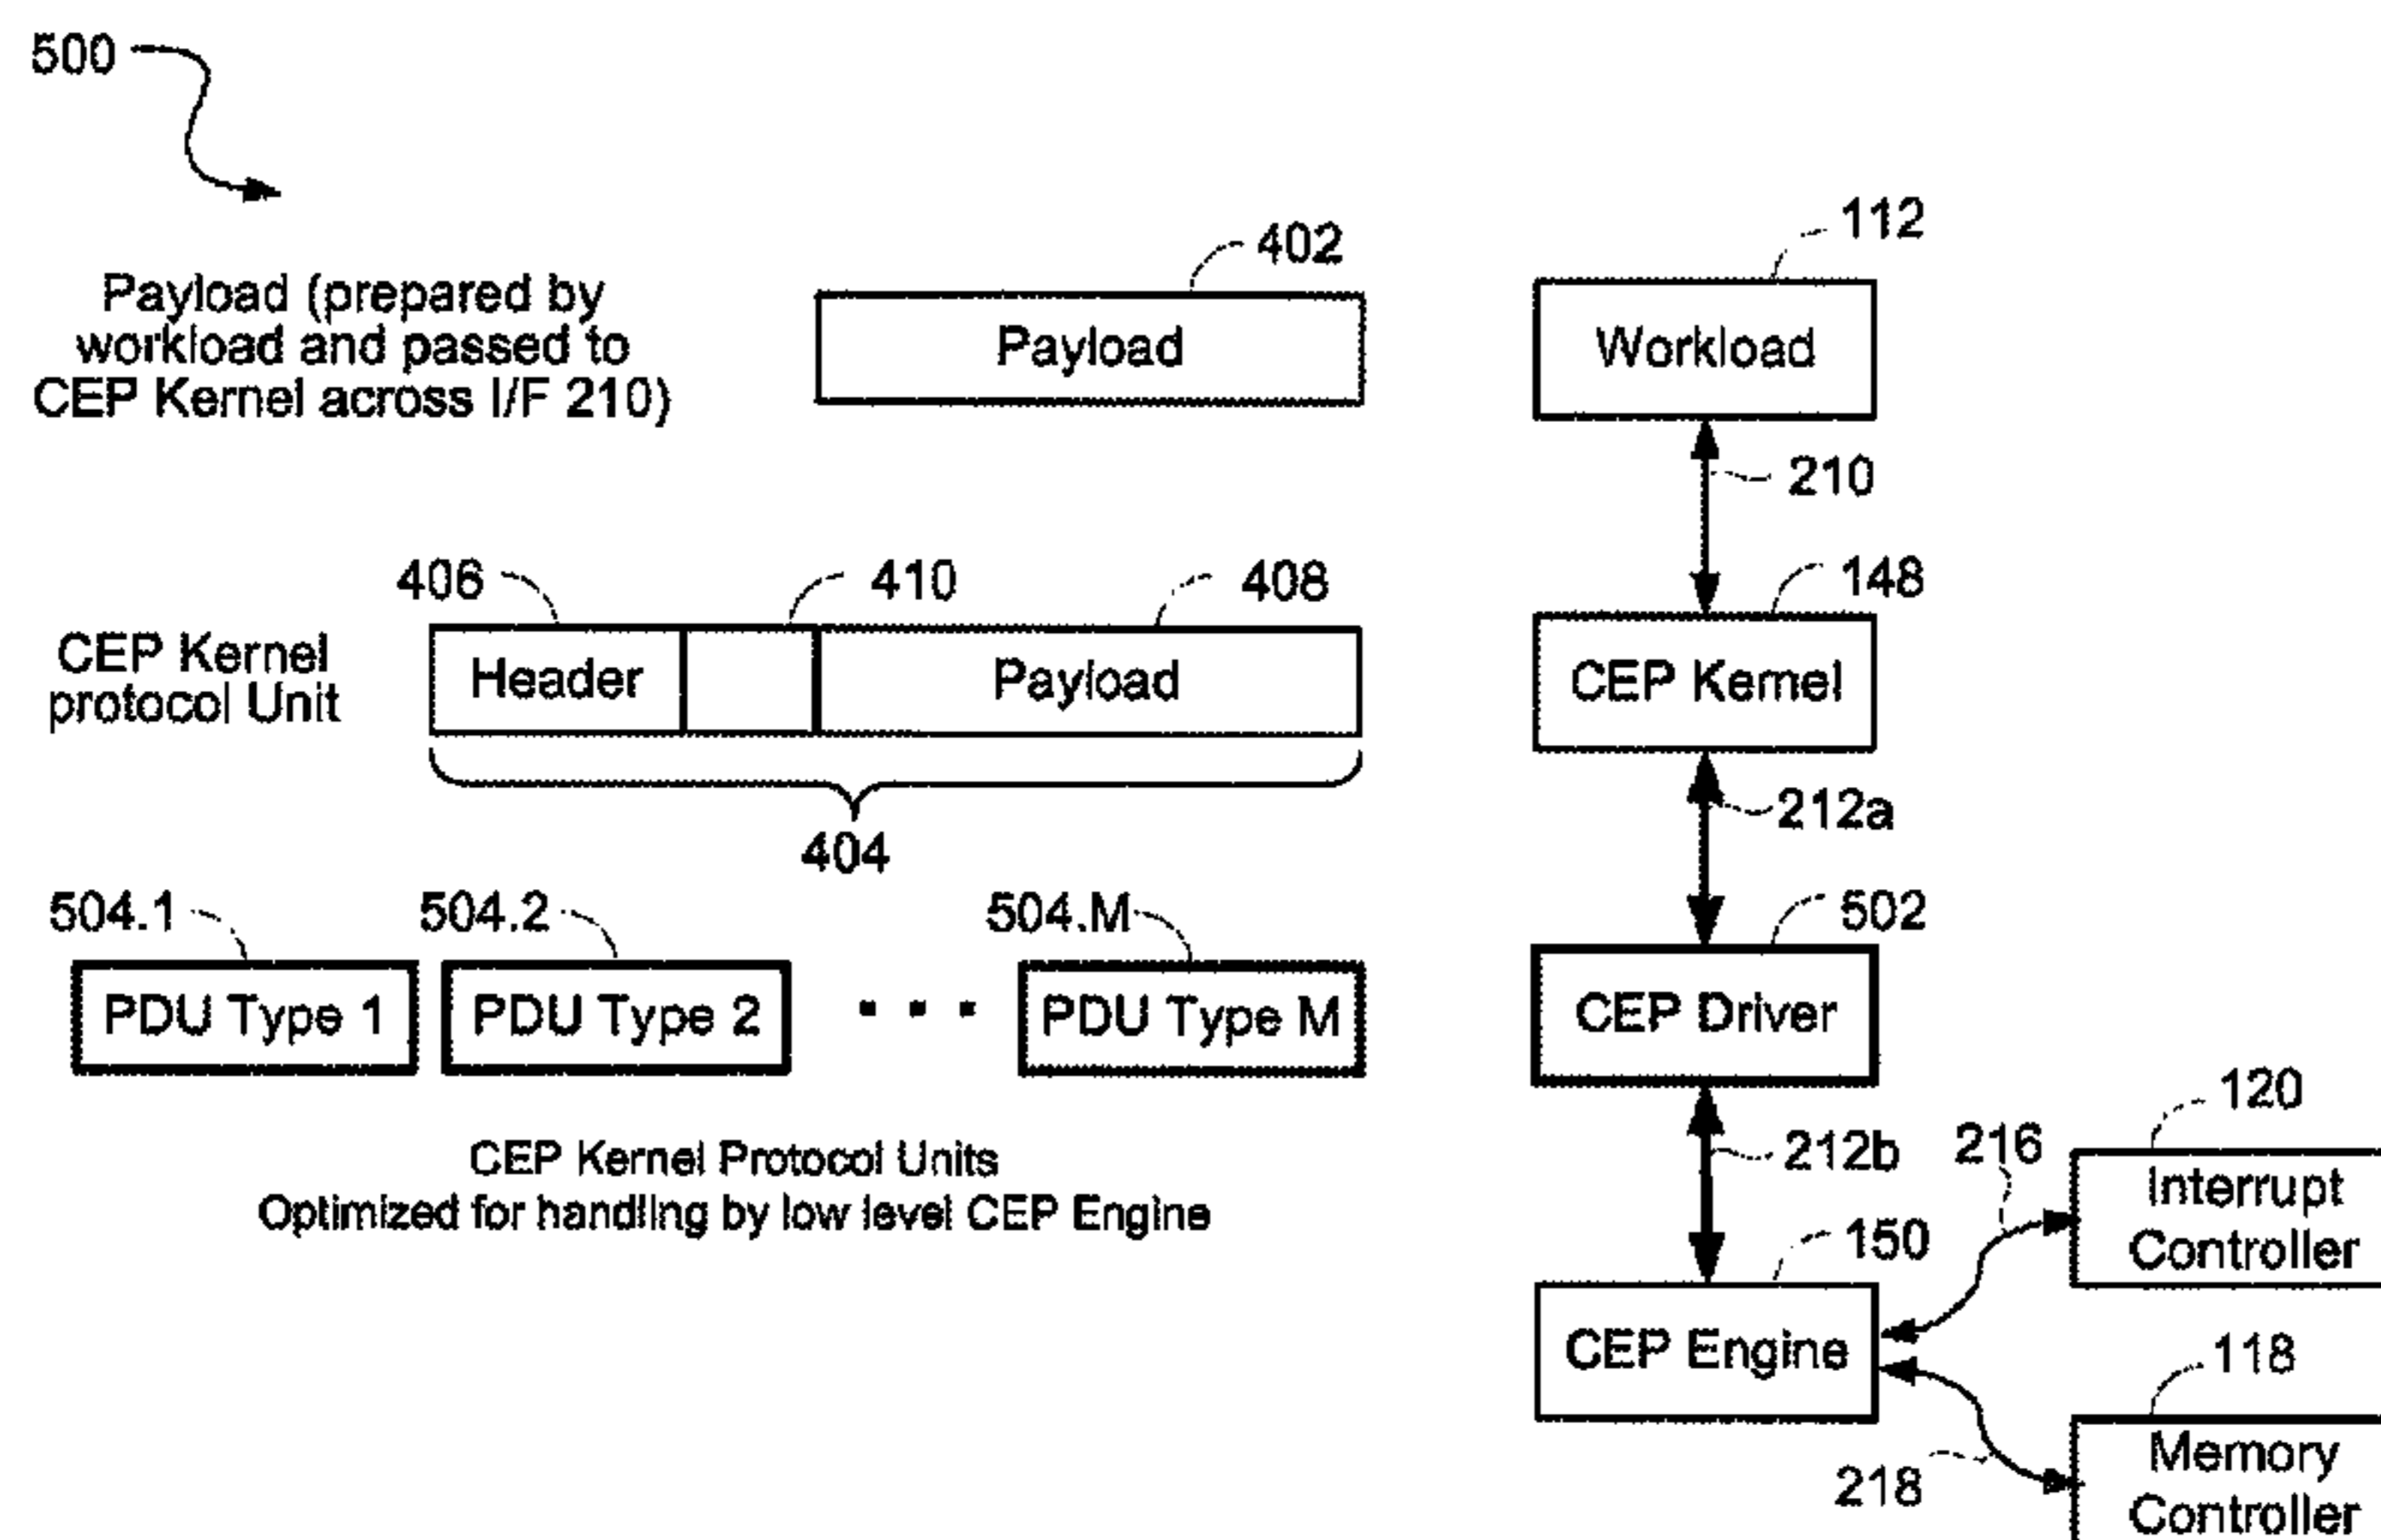 500
402
112
Payload (prepared by
workload and passed to
CEP Kernel across I/F 210)
Payload
Workload
210
406
410
408
148
CEP Kernel
protocol Unit
Header
Payload
CEP Kernel
212a
404
504.1
504.2
504.M
502
PDU Type 1
PDU Type 2
. . .
PDU Type M
CEP Driver
120
212b
216
CEP Kernel Protocol Units
Optimized for handling by low level CEP Engine
Interrupt
Controller
150
CEP Engine
118
218
Memory
Controller